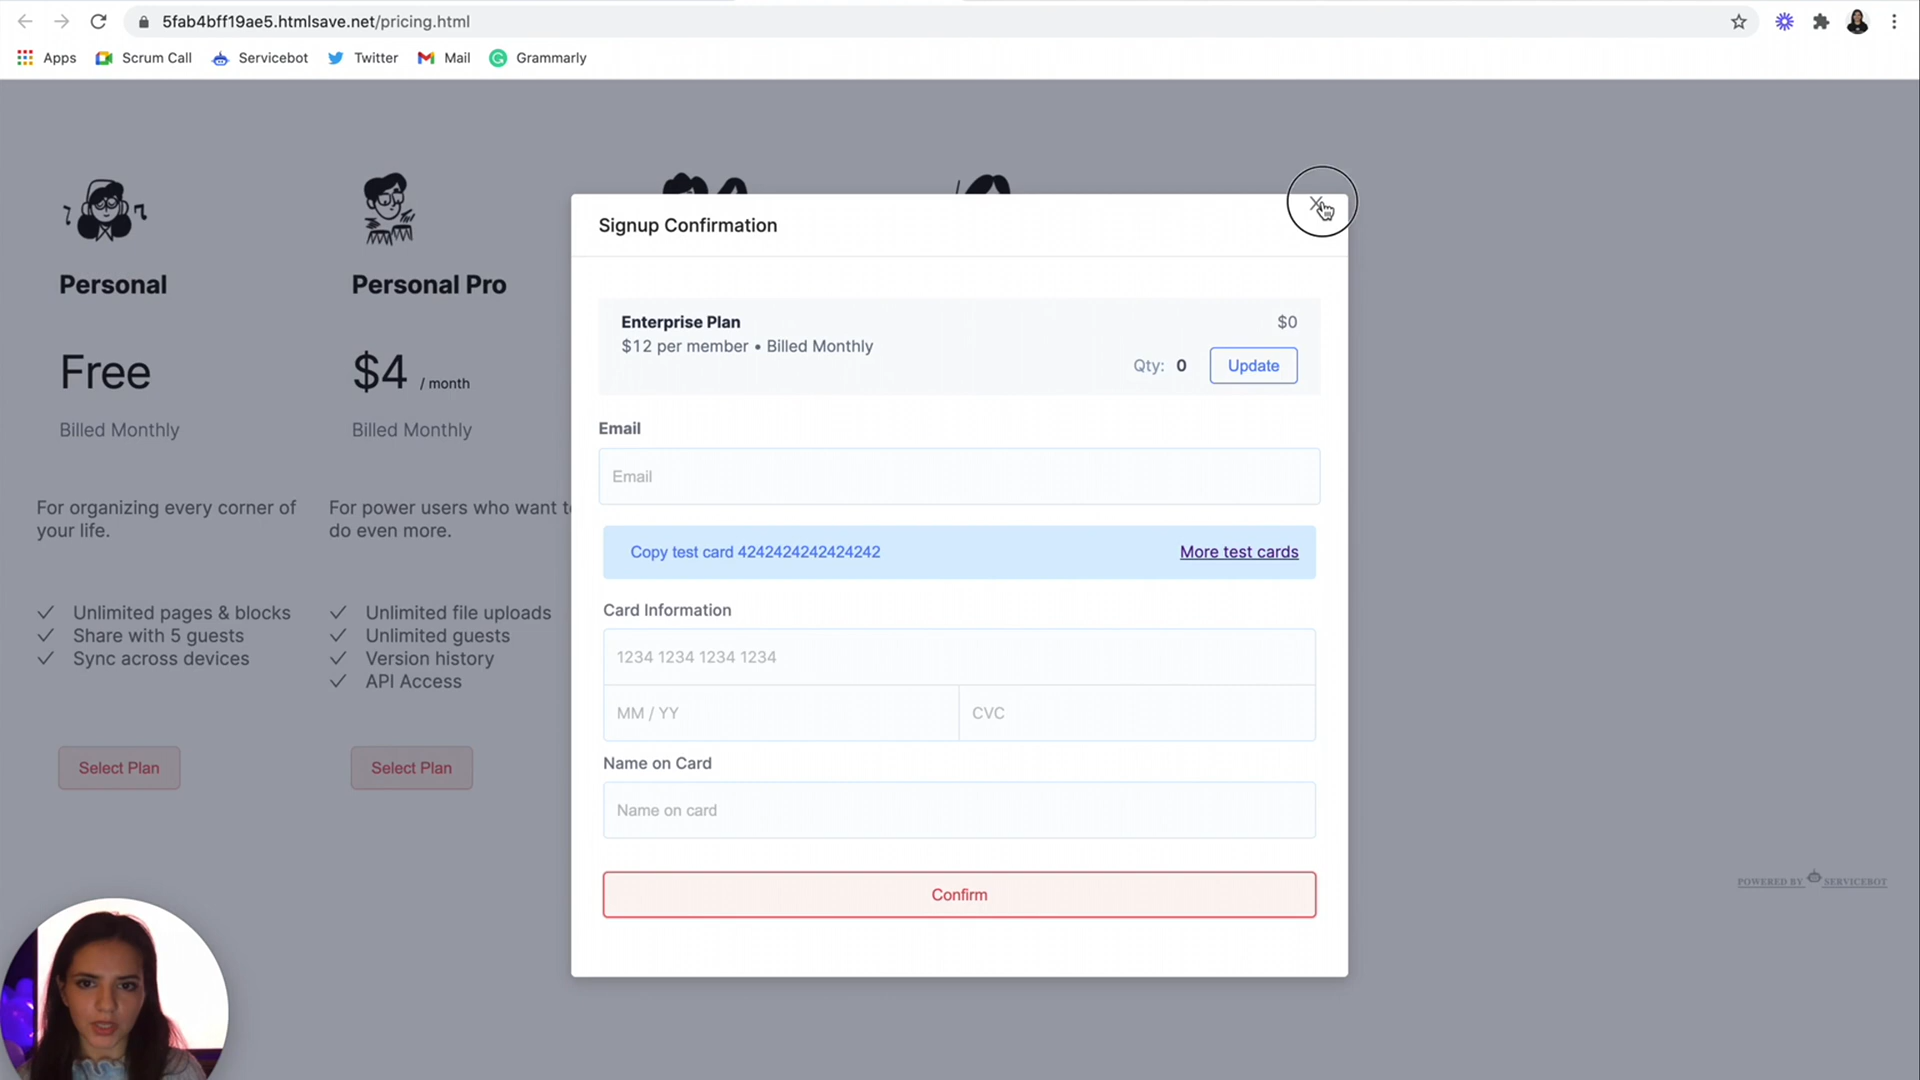 5fab4bff19ae5.htmlsave.net/pricing.html
Apps
Scrum Call
Servicebot
Twitter
Mail
Grammarly
Personal
Free
Billed Monthly
For organizing every corner of
your life.
Unlimited pages & blocks
Share with 5 guests
Sync across devices
Select Plan
Personal Pro
$4 / month
Billed Monthly
For power users who want t
do even more.
Unlimited file uploads
Unlimited guests
Version history
API Access
Select Plan
Signup Confirmation
Enterprise Plan
$0
$12 per member • Billed Monthly
Qty: 0
Update
Email
Email
Copy test card 4242424242424242
More test cards
Card Information
1234 1234 1234 1234
MM / YY
CVC
Name on Card
Name on card
Confirm
POWERED BY SERVICEBOT